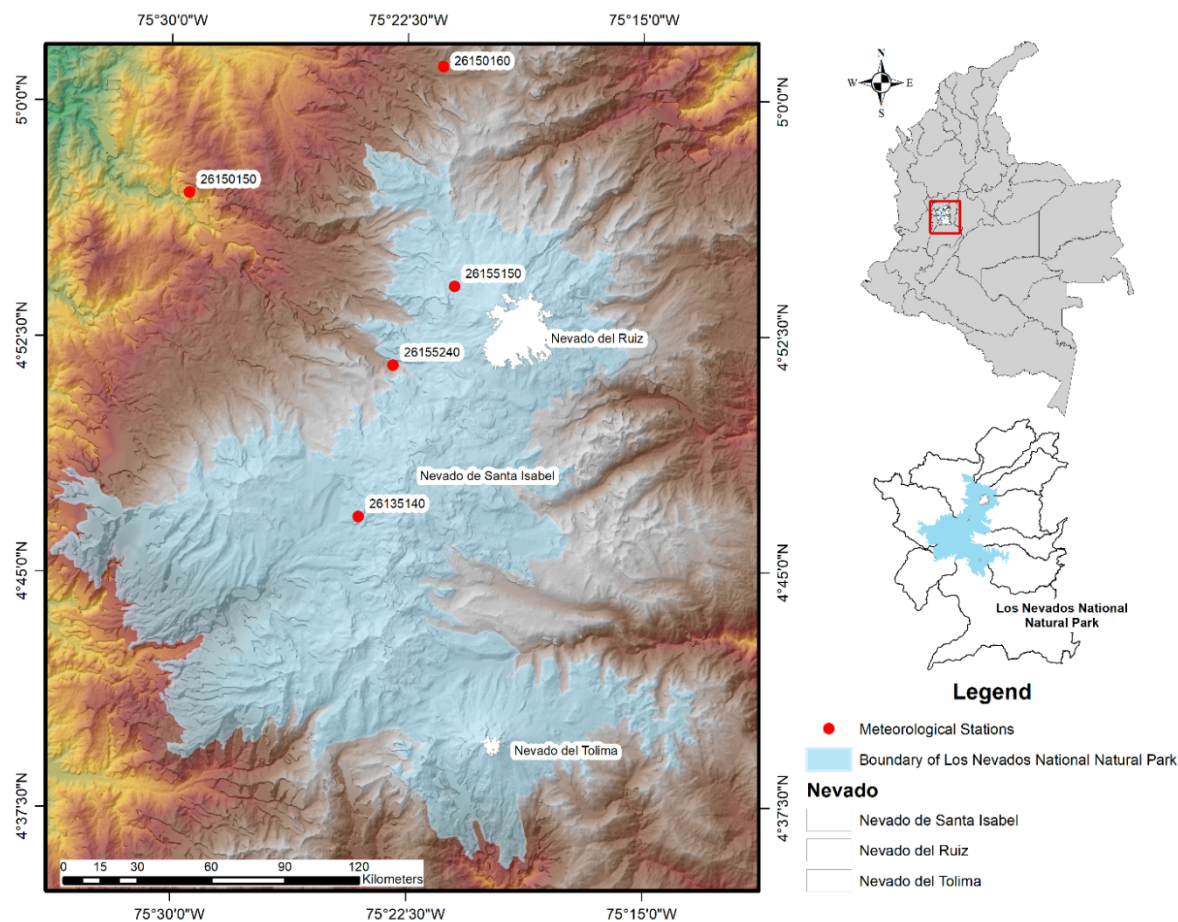 75°30'0"W 75°22'30"W 75°15'0"W
5°0'0"N
4°52'30"N
4°45'0"N
4°37'30"N
26150160
26150150
26155150
Nevado del Ruiz
26155240
Nevado de Santa Isabel
26135140
Nevado del Tolima
0 15 30 60 90 120
Kilometers
75°30'0"W 75°22'30"W 75°15'0"W
5°0'0"N
4°52'30"N
4°45'0"N
4°37'30"N
N
W E
S
Los Nevados National
Natural Park
Legend
Meteorological Stations
Boundary of Los Nevados National Natural Park
Nevado
Nevado de Santa Isabel
Nevado del Ruiz
Nevado del Tolima